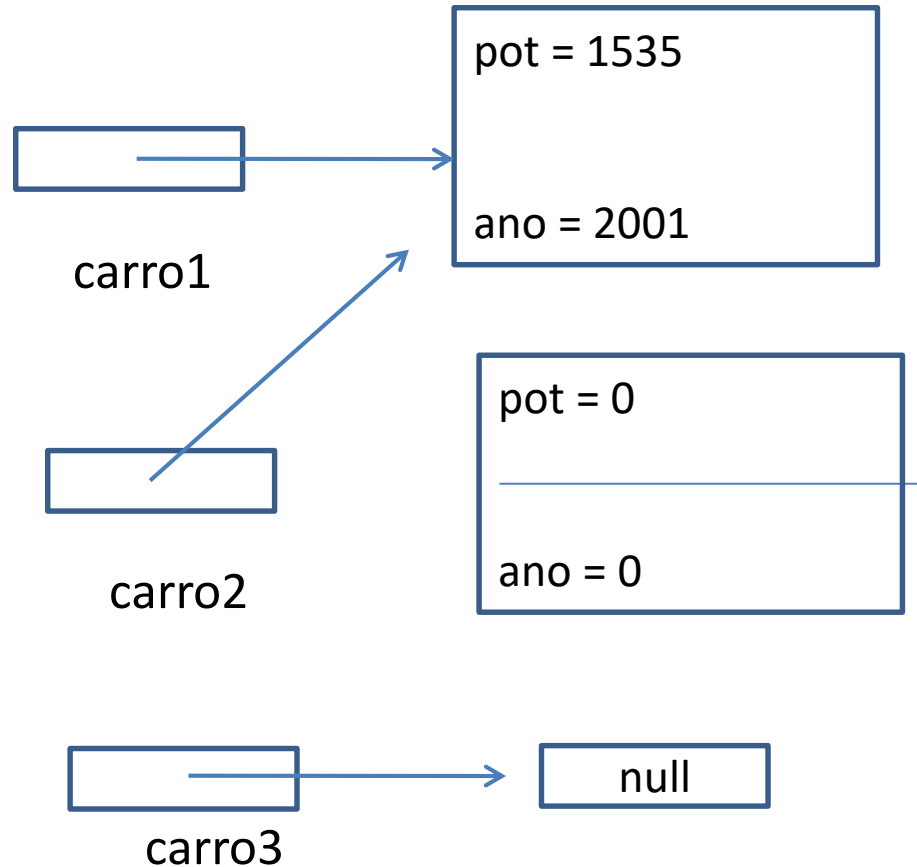 pot = 1535
ano = 2001
carro1
pot = 0
ano = 0
carro2
null
carro3